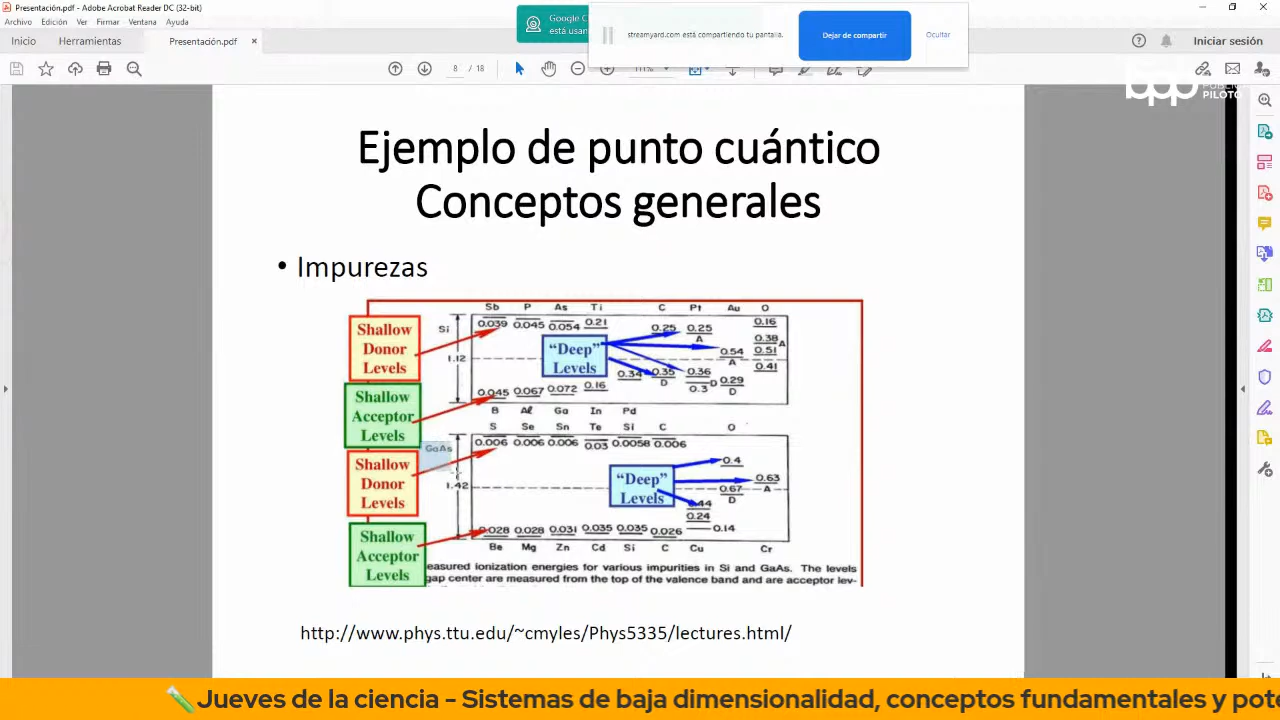 Presentación.pdf - Adobe Acrobat Reader DC (32-bit)
Archivo Edición Ver Firmar Ventana Ayuda
Inicio Herramientas Presentación.pdf × Iniciar sesión
Google C
está usan
streamyard.com está compartiendo tu pantalla. Dejar de compartir Ocultar
8 / 18
bpp
PILOTO
Ejemplo de punto cuántico
Conceptos generales
• Impurezas
Sb P As Ti C Pt Au O
Si
0.039 0.045 0.054 0.21 0.25 0.25 A 0.16
0.38 A
0.54 A 0.51
0.41
1.12
0.34 0.35 D 0.36
0.3 D 0.29 D
0.045 0.067 0.072 0.16
B Al Ga In Pd
Shallow
Donor
Levels
"Deep"
Levels
Shallow
Acceptor
Levels
S Se Sn Te Si C O
GaAs
0.006 0.006 0.006 0.03 0.0058 0.006
0.4
0.63 A
1.42
0.67 D
0.24
0.14
0.028 0.031 0.035 0.035 0.026
Be Mg Zn Cd Si C Cu Cr
Shallow
Donor
Levels
"Deep"
Levels
Shallow
Acceptor
Levels
easured ionization energies for various impurities in Si and GaAs. The levels
gap center are measured from the top of the valence band and are acceptor lev-
http://www.phys.ttu.edu/~cmyles/Phys5335/lectures.html/
Jueves de la ciencia - Sistemas de baja dimensionalidad, conceptos fundamentales y pote